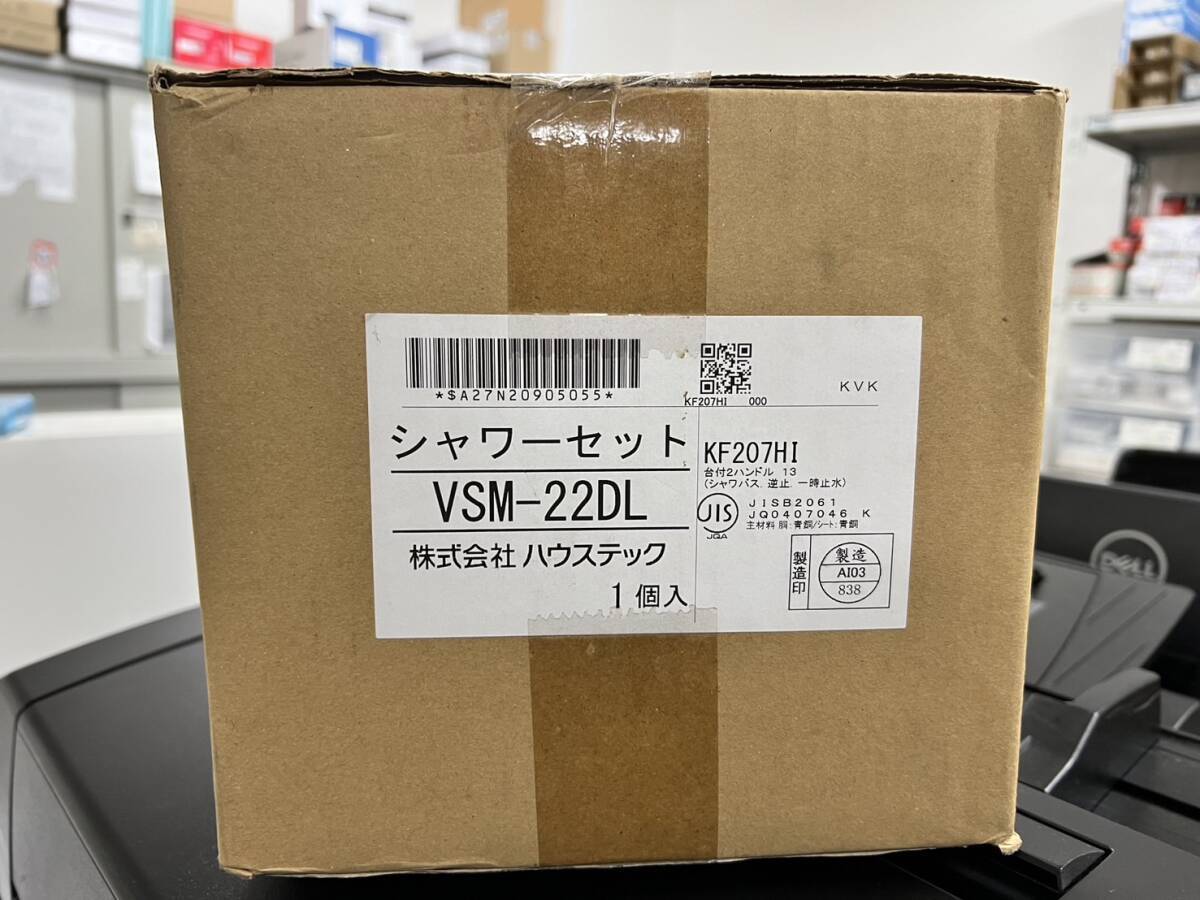 *$A27N20905055*
シャワーセット
VSM-22DL
株式会社 ハウステック
1個入
KF207HI 000
KVK
KF207HI
台付2ハンドル 13
(シャワバス、逆止、一時止水)
JIS
JQA
JISB2061
JQ0407046 K
主材料 胴:青銅/シート:青銅
製造印
製造
AI03
838
DELL